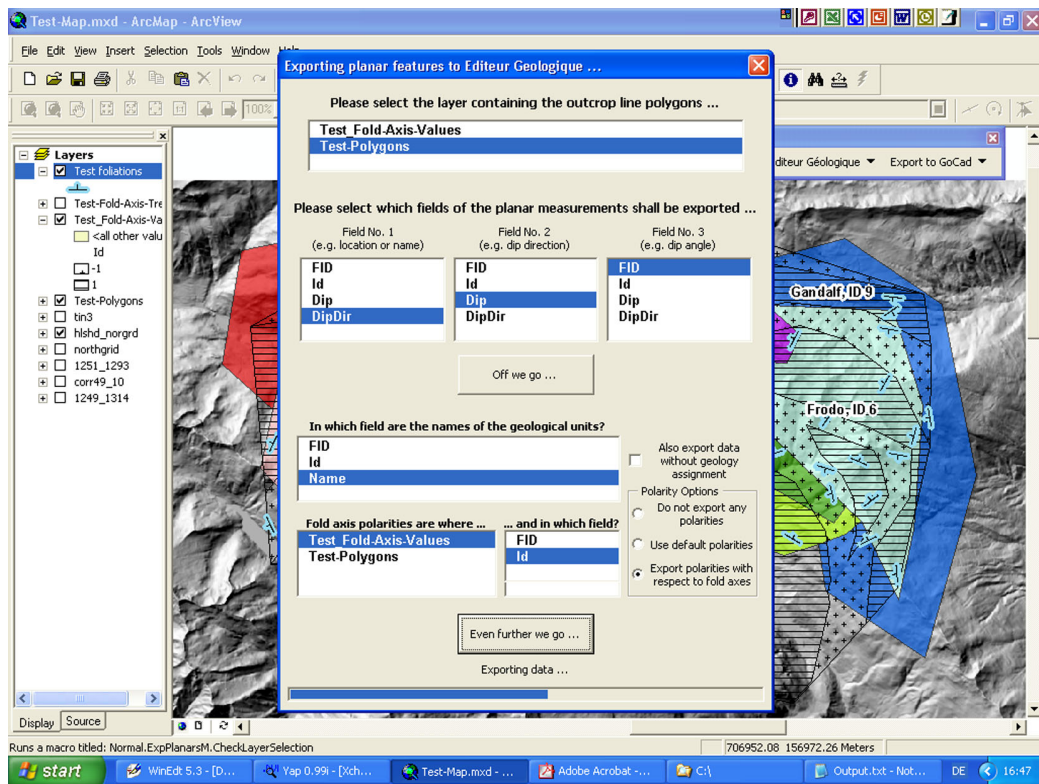 Test-Map.mxd - ArcMap - ArcView
File Edit View Insert Selection Tools Window
100%
Layers
Test foliations
Test-Fold-Axis-Tre
Test_Fold-Axis-Va
<all other valu
Id
-1
1
Test-Polygons
tin3
hlshd_norgrd
northgrid
1251_1293
corr49_10
1249_1314
Display Source
Exporting planar features to Editeur Geologique ...
Please select the layer containing the outcrop line polygons ...
Test_Fold-Axis-Values
Test-Polygons
Please select which fields of the planar measurements shall be exported ...
Field No. 1
(e.g. location or name)
FID
Id
Dip
DipDir
Field No. 2
(e.g. dip direction)
FID
Id
Dip
DipDir
Field No. 3
(e.g. dip angle)
FID
Id
Dip
DipDir
Off we go ...
In which field are the names of the geological units?
FID
Id
Name
Also export data
without geology
assignment
Fold axis polarities are where ...
Test_Fold-Axis-Values
Test-Polygons
... and in which field?
FID
Id
Polarity Options
Do not export any
polarities
Use default polarities
Export polarities with
respect to fold axes
Even further we go ...
Exporting data ...
diteur Géologique Export to GoCad
Gandalf, ID 9
Frodo, ID 6
Runs a macro titled: Normal.ExpPlanarsM.CheckLayerSelection
706952.08 156972.26 Meters
start
WinEdt 5.3 - [D...
Yap 0.99i - [Xch...
Test-Map.mxd - ...
Adobe Acrobat - ...
C:\
Output.txt - Not...
DE
16:47